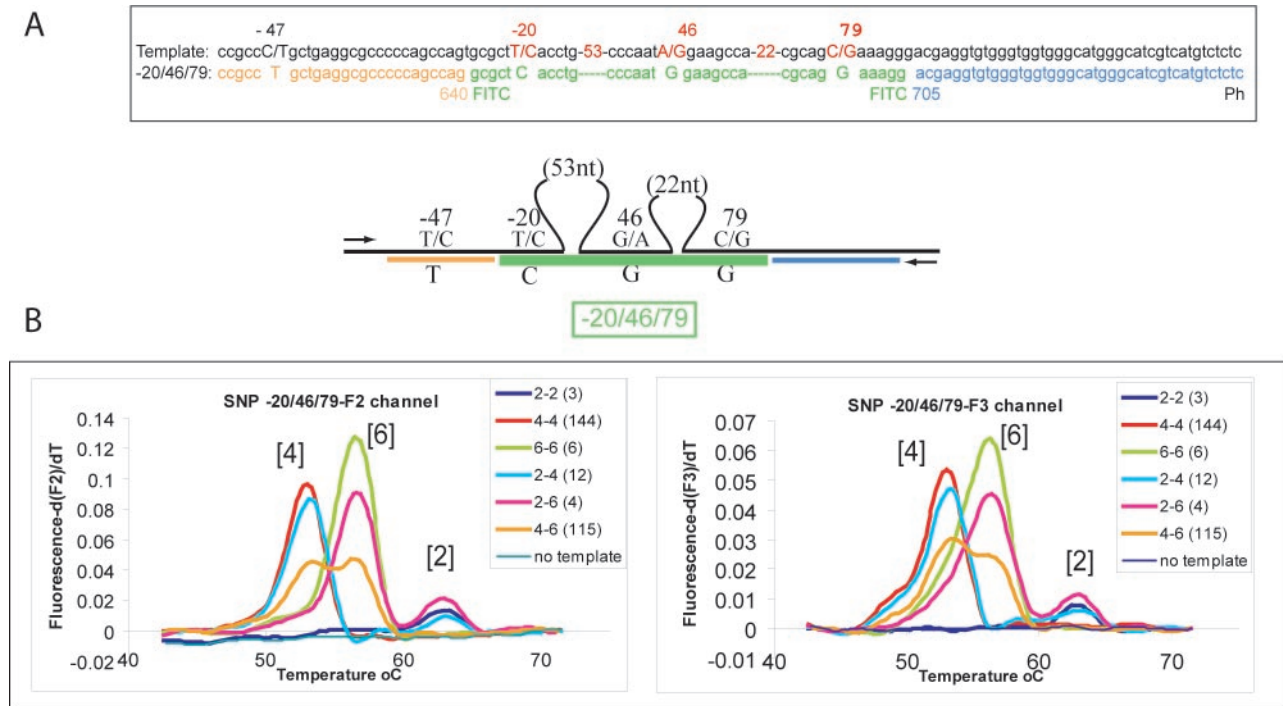 A
- 47 -20 46 79
Template: ccgccC/Tgctgaggcgcccccagccagtgcgct T/C acctg-53-cccaatA/Ggaagcca-22-cgcagC/Gaaagggacgaggtgtgggtggtgggcatgggcatcgtcatgtctctc
-20/46/79: ccgcc T gctgaggcgcccccagccag gcgct C acctg-----cccaat G gaagcca------cgcag G aaagg acgaggtgtgggtggtgggcatgggcatcgtcatgtctctc
640 FITC FITC 705 Ph
(53nt) (22nt)
-47 -20 46 79
T/C T/C G/A C/G
T C G G
-20/46/79
B
SNP -20/46/79-F2 channel
Fluorescence-d(F2)/dT
0.14
0.12
0.1
0.08
0.06
0.04
0.02
0
-0.02
40 50 60 70
Temperature oC
[4] [6] [2]
2-2 (3)
4-4 (144)
6-6 (6)
2-4 (12)
2-6 (4)
4-6 (115)
no template
SNP -20/46/79-F3 channel
Fluorescence-d(F3)/dT
0.07
0.06
0.05
0.04
0.03
0.02
0.01
0
-0.01
40 50 60 70
Temperature oC
[4] [6] [2]
2-2 (3)
4-4 (144)
6-6 (6)
2-4 (12)
2-6 (4)
4-6 (115)
no template